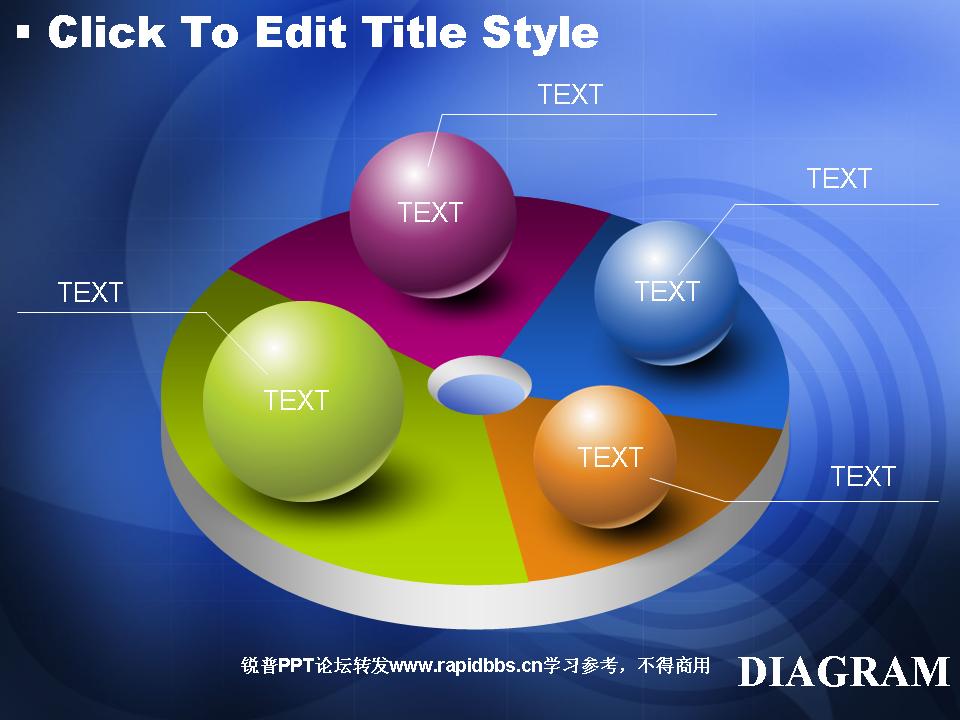 ▪ Click To Edit Title Style
TEXT
TEXT
TEXT
TEXT
TEXT
TEXT
TEXT
TEXT
锐普PPT论坛转发www.rapidbbs.cn学习参考，不得商用
DIAGRAM